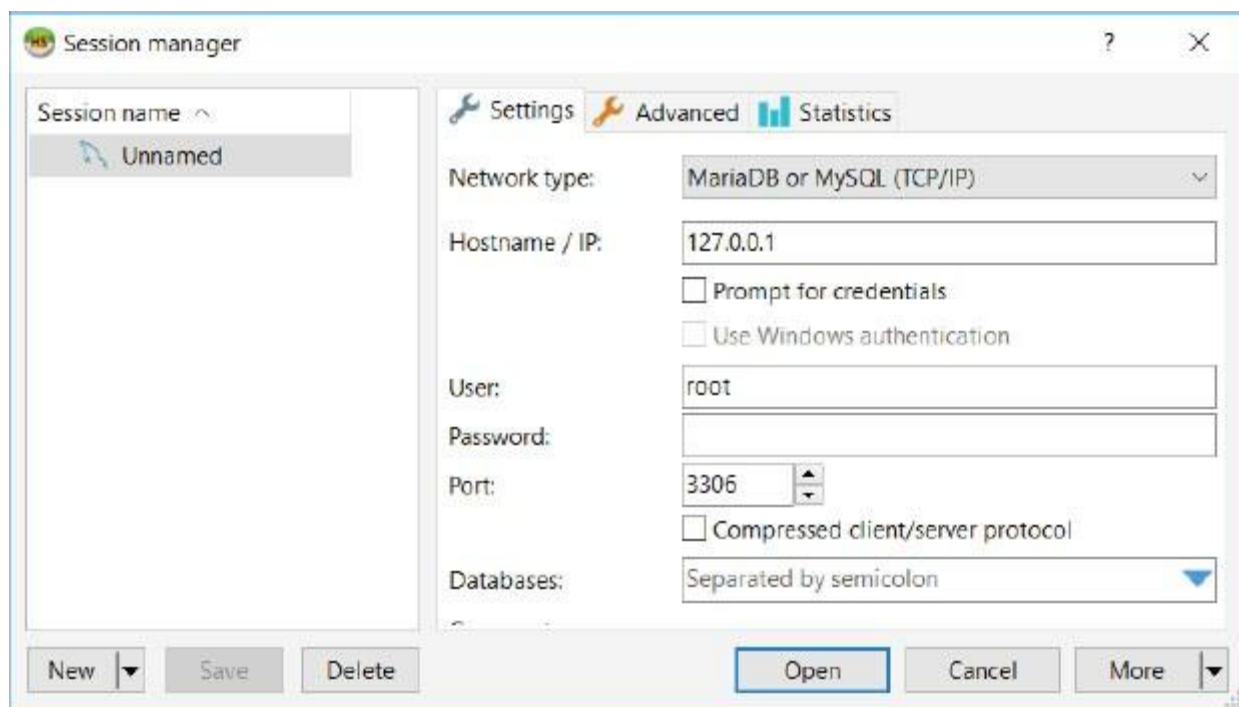 Session manager
?
Session name
Unnamed
Settings Advanced Statistics
Network type: MariaDB or MySQL (TCP/IP)
Hostname / IP: 127.0.0.1
Prompt for credentials
Use Windows authentication
User: root
Password:
Port: 3306
Compressed client/server protocol
Databases: Separated by semicolon
New Save Delete Open Cancel More